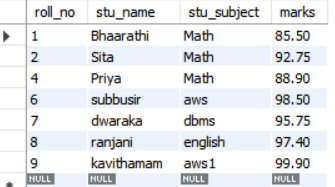 roll_no stu_name stu_subject marks
1 Bhaarathi Math 85.50
2 Sita Math 92.75
4 Priya Math 88.90
6 subbusir aws 98.50
7 dwaraka dbms 95.75
8 ranjani english 97.40
9 kavithamam aws1 99.90
NULL NULL NULL NULL